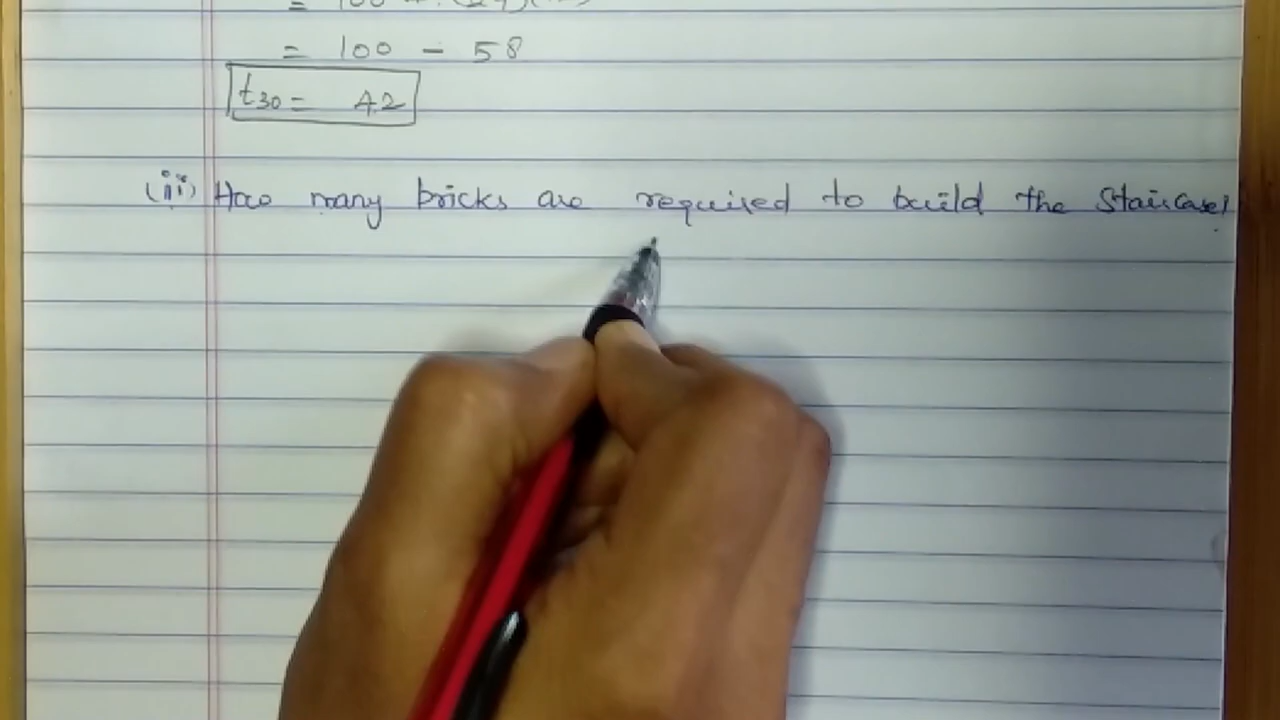 = 100 - 58
t30 = 42
(ii) How many bricks are required to build the Staircase?